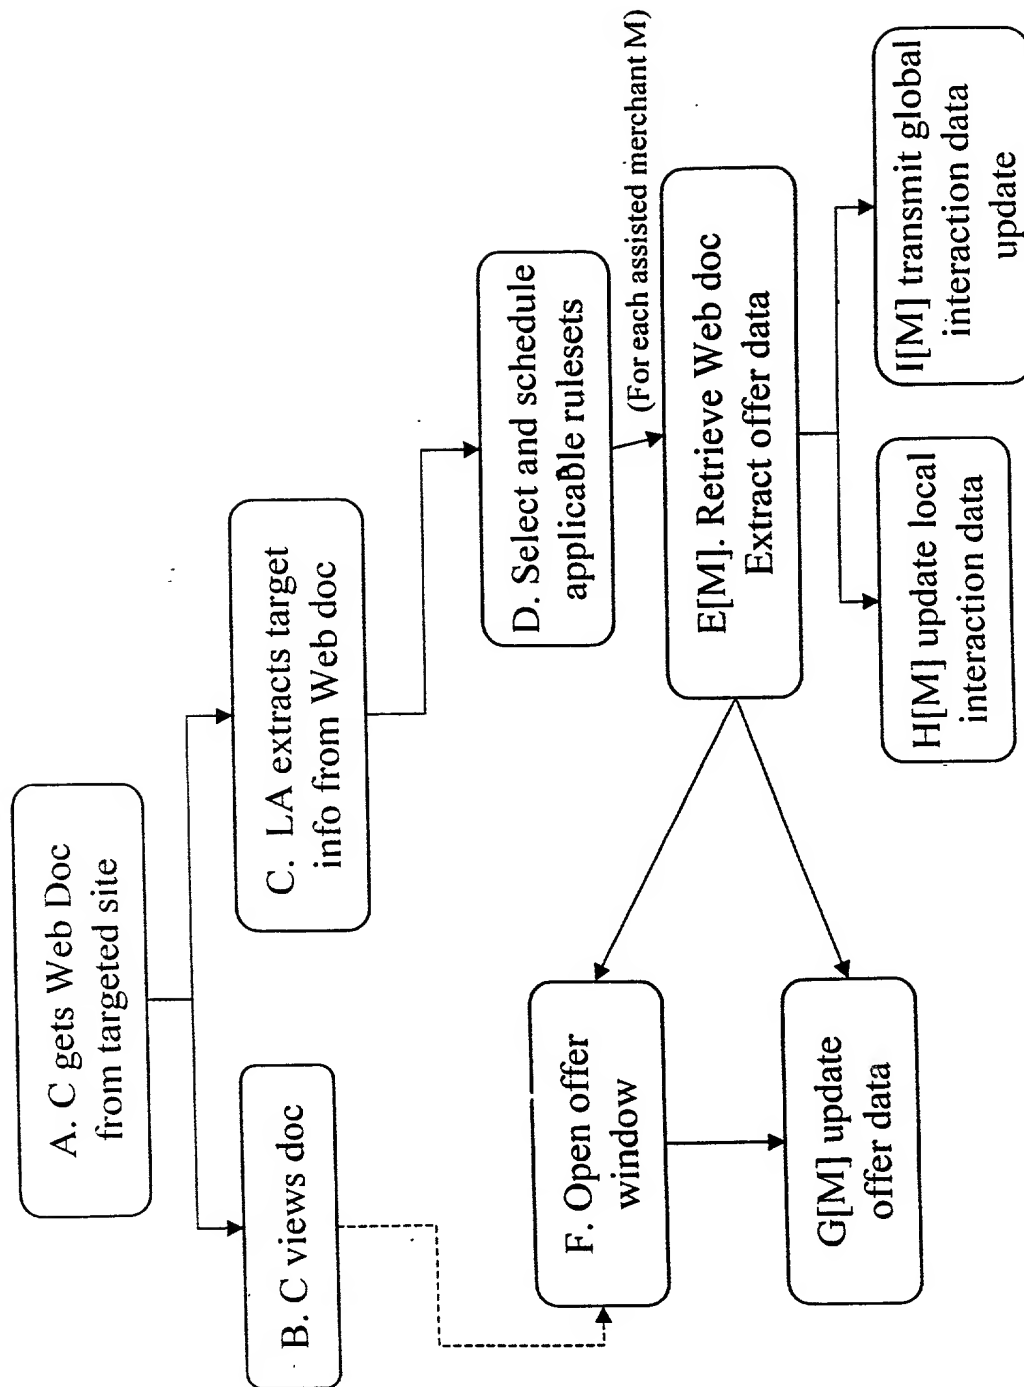 A. C gets Web Doc
from targeted site
B. C views doc
C. LA extracts target
info from Web doc
D. Select and schedule
applicable rulesets
(For each assisted merchant M)
E[M]. Retrieve Web doc
Extract offer data
F. Open offer
window
G[M] update
offer data
H[M] update local
interaction data
I[M] transmit global
interaction data
update